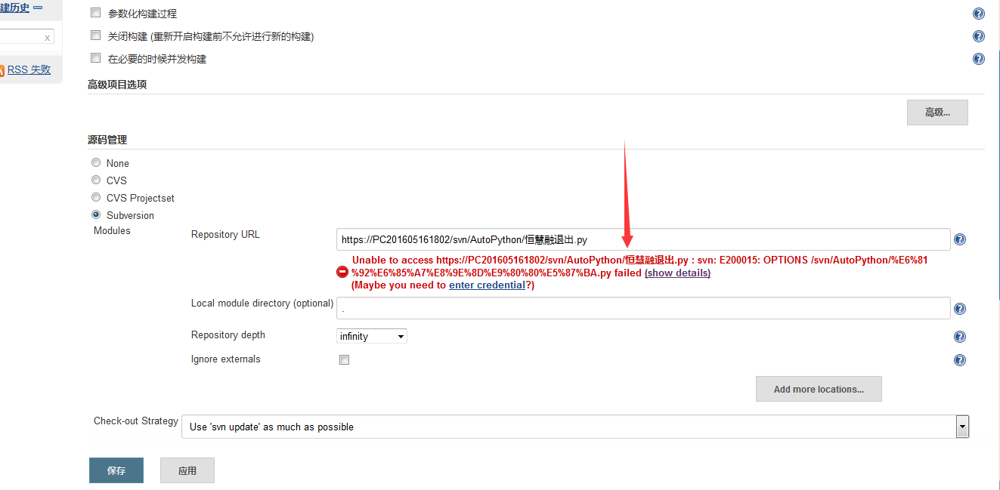 建历史
参数化构建过程
关闭构建 (重新开启构建前不允许进行新的构建)
x
在必要的时候并发构建
RSS 失败
高级项目选项
高级...
源码管理
None
CVS
CVS Projectset
Subversion
Modules
Repository URL
https://PC201605161802/svn/AutoPython/恒慧融退出.py
Unable to access https://PC201605161802/svn/AutoPython/恒慧融退出.py : svn: E200015: OPTIONS /svn/AutoPython/%E6%81
%92%E6%85%A7%E8%9E%8D%E9%80%80%E5%87%BA.py failed (show details)
(Maybe you need to enter credential?)
Local module directory (optional)
.
Repository depth
infinity
Ignore externals
Add more locations...
Check-out Strategy
Use 'svn update' as much as possible
保存
应用